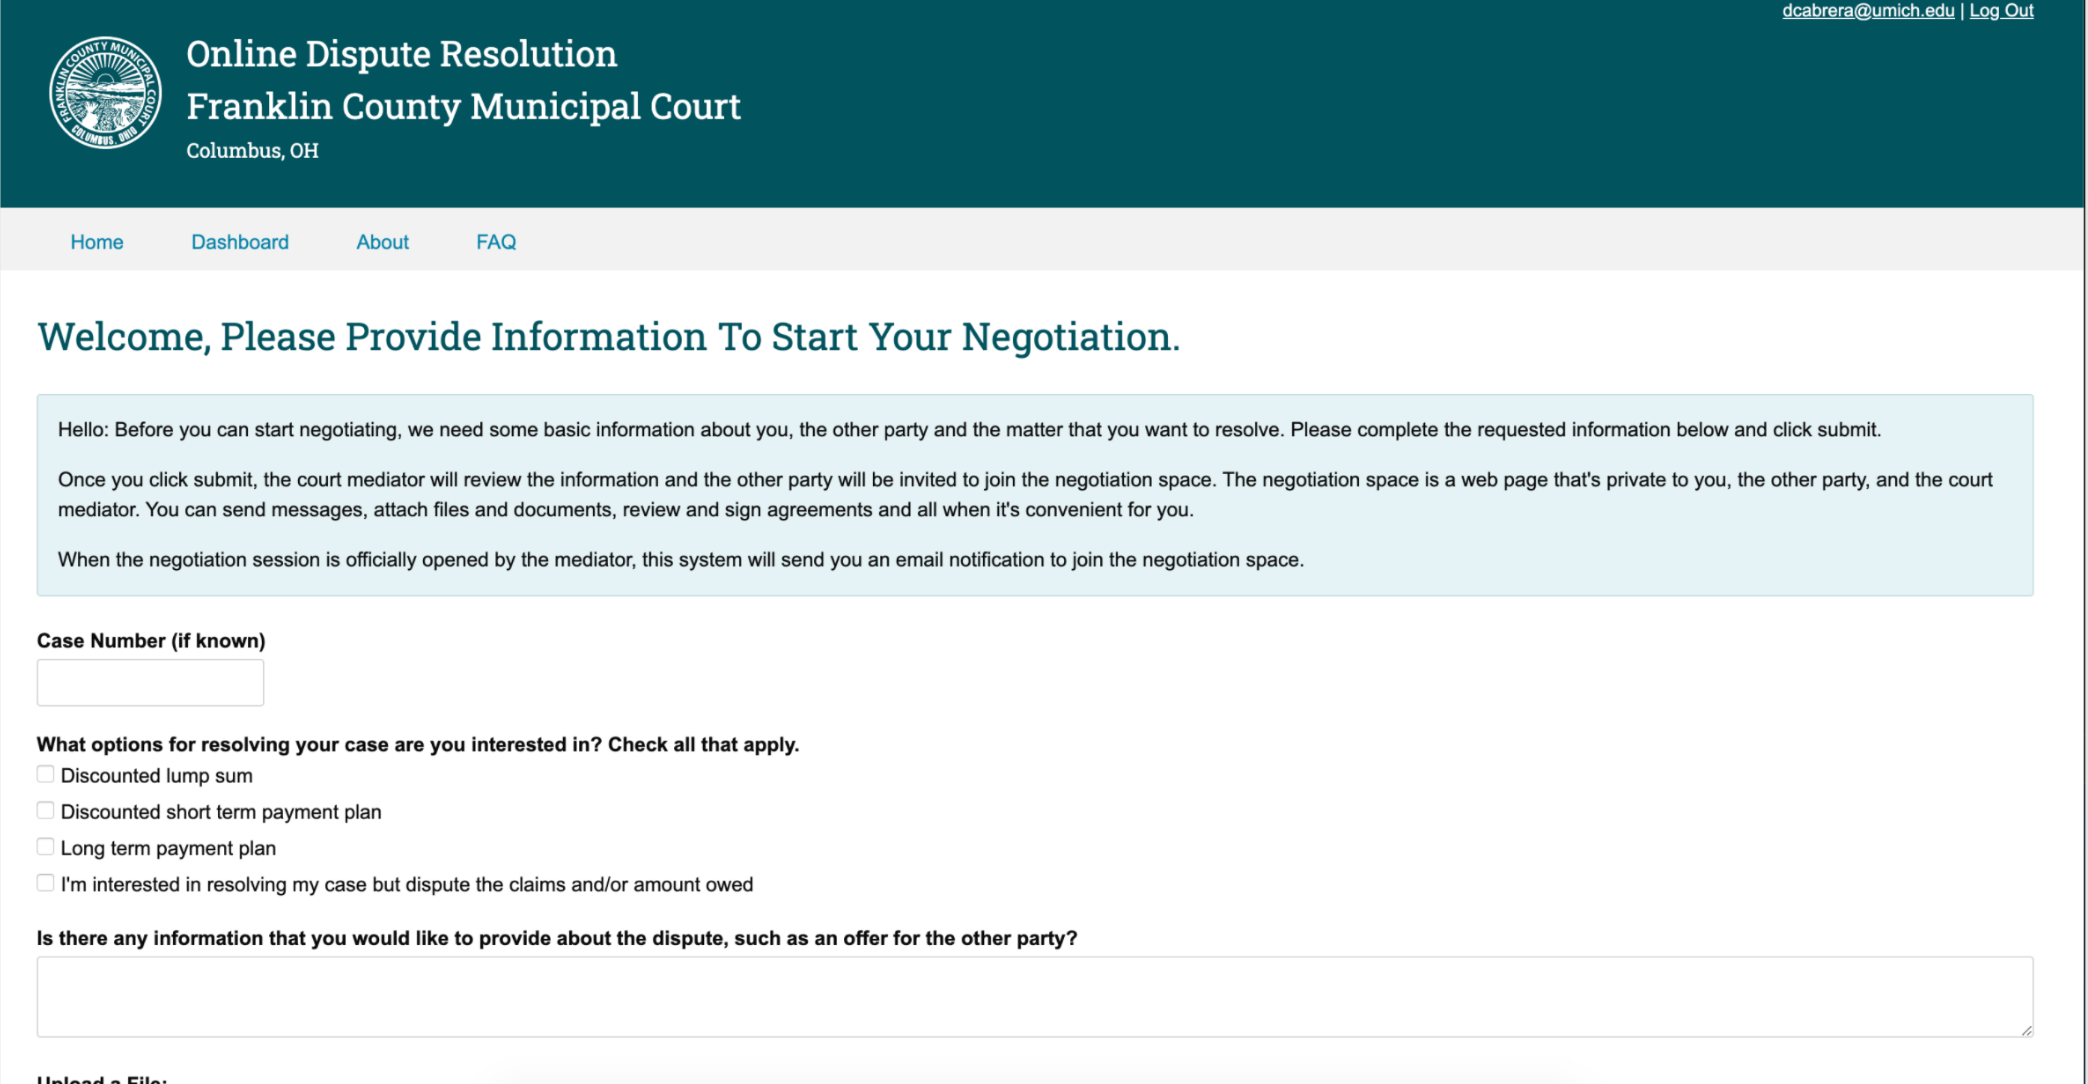 dcabrera@umich.edu | Log Out
FRANKLIN COUNTY MUNICIPAL COURT
COLUMBUS, OHIO
Online Dispute Resolution
Franklin County Municipal Court
Columbus, OH
Home Dashboard About FAQ
Welcome, Please Provide Information To Start Your Negotiation.
Hello: Before you can start negotiating, we need some basic information about you, the other party and the matter that you want to resolve. Please complete the requested information below and click submit.
Once you click submit, the court mediator will review the information and the other party will be invited to join the negotiation space. The negotiation space is a web page that's private to you, the other party, and the court
mediator. You can send messages, attach files and documents, review and sign agreements and all when it's convenient for you.
When the negotiation session is officially opened by the mediator, this system will send you an email notification to join the negotiation space.
Case Number (if known)
What options for resolving your case are you interested in? Check all that apply.
Discounted lump sum
Discounted short term payment plan
Long term payment plan
I'm interested in resolving my case but dispute the claims and/or amount owed
Is there any information that you would like to provide about the dispute, such as an offer for the other party?
Upload a File: